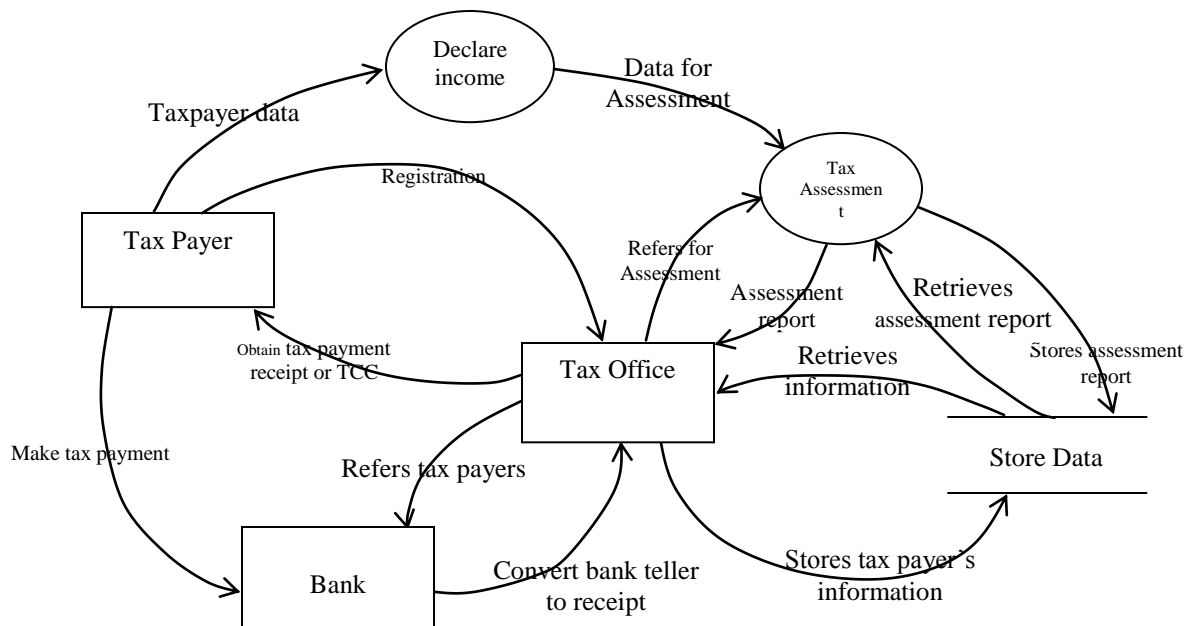 Declare
income
Data for
Assessment
Taxpayer data
Registration
Tax
Assessmen
t
Tax Payer
Refers for
Assessment
Assessment
report
Retrieves
assessment report
Stores assessment
report
Obtain tax payment
receipt or TCC
Tax Office
Retrieves
information
Make tax payment
Refers tax payers
Store Data
Bank
Convert bank teller
to receipt
Stores tax payer's
information